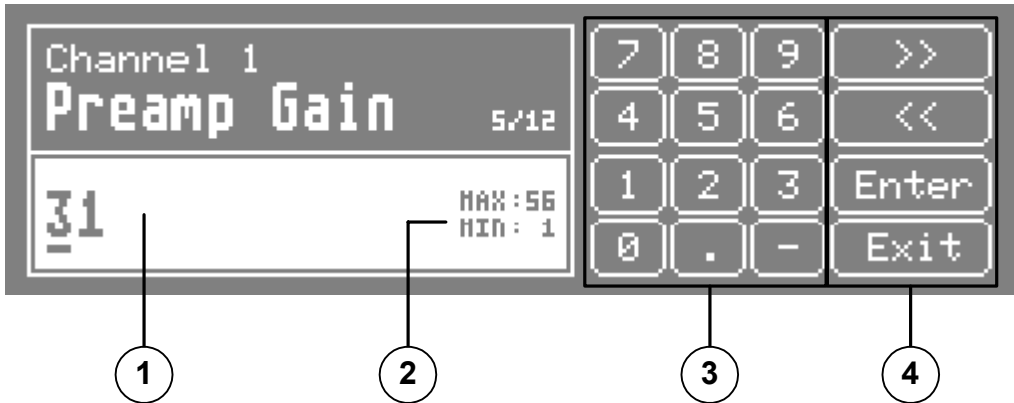 Channel 1
Preamp Gain 5/12
31
MAX:56
MIN: 1
7 8 9 >>
4 5 6 <<
1 2 3 Enter
0 . - Exit
1 2 3 4